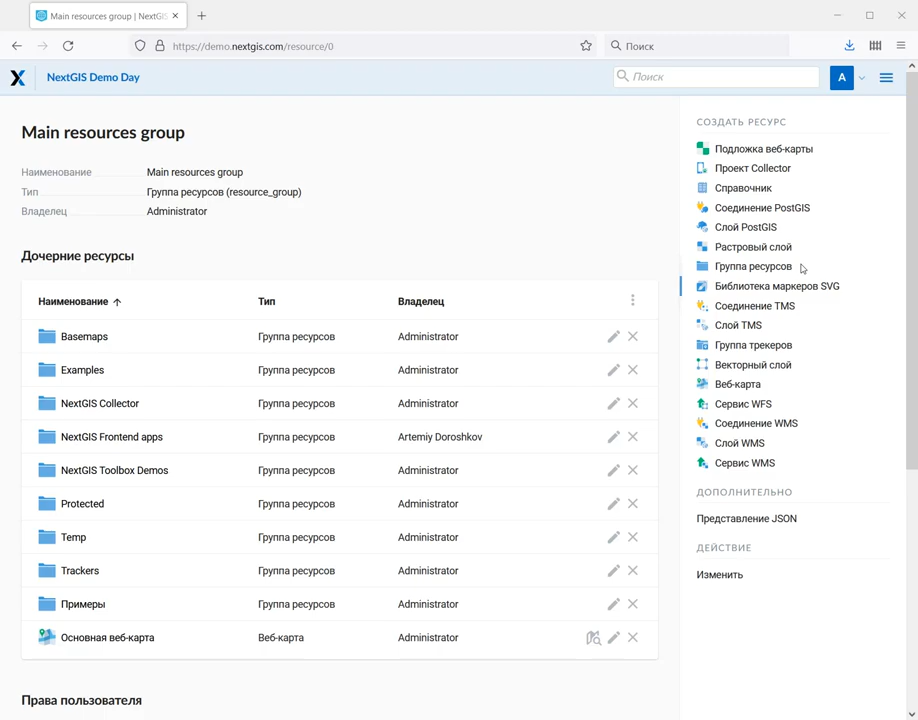 Main resources group | NextGIS
https://demo.nextgis.com/resource/0
Поиск
NextGIS Demo Day
Поиск
A
Main resources group
Наименование Main resources group
Тип Группа ресурсов (resource_group)
Владелец Administrator
Дочерние ресурсы
Наименование Тип Владелец
Basemaps Группа ресурсов Administrator
Examples Группа ресурсов Administrator
NextGIS Collector Группа ресурсов Administrator
NextGIS Frontend apps Группа ресурсов Artemiy Doroshkov
NextGIS Toolbox Demos Группа ресурсов Administrator
Protected Группа ресурсов Administrator
Temp Группа ресурсов Administrator
Trackers Группа ресурсов Administrator
Примеры Группа ресурсов Administrator
Основная веб-карта Веб-карта Administrator
Права пользователя
СОЗДАТЬ РЕСУРС
Подложка веб-карты
Проект Collector
Справочник
Соединение PostGIS
Слой PostGIS
Растровый слой
Группа ресурсов
Библиотека маркеров SVG
Соединение TMS
Слой TMS
Группа трекеров
Векторный слой
Веб-карта
Сервис WFS
Соединение WMS
Слой WMS
Сервис WMS
ДОПОЛНИТЕЛЬНО
Представление JSON
ДЕЙСТВИЕ
Изменить